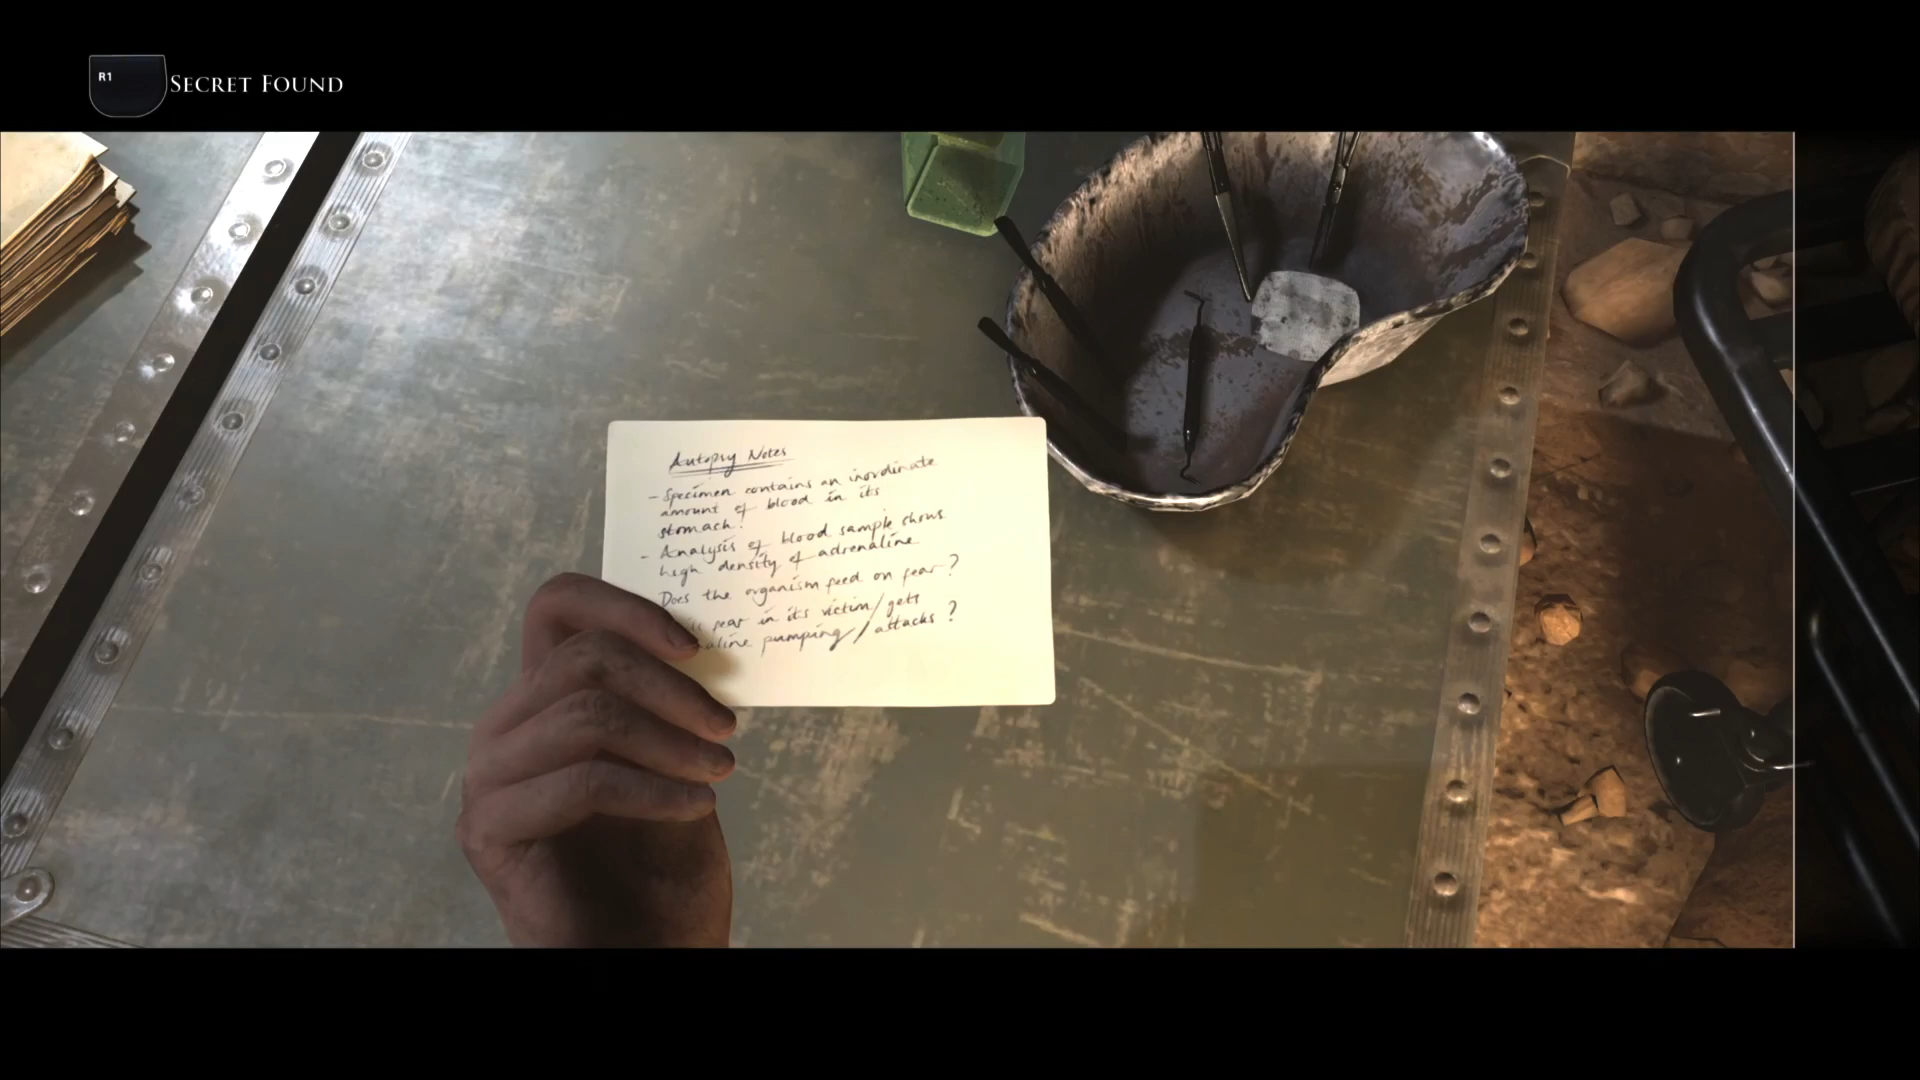 R1
SECRET FOUND
Autopsy Notes
- Specimen contains an inordinate
amount of blood in its
stomach.
- Analysis of blood sample shows
high density of adrenaline
Does the organism feed on fear?
fear in its victim/gets
pumping/attacks?